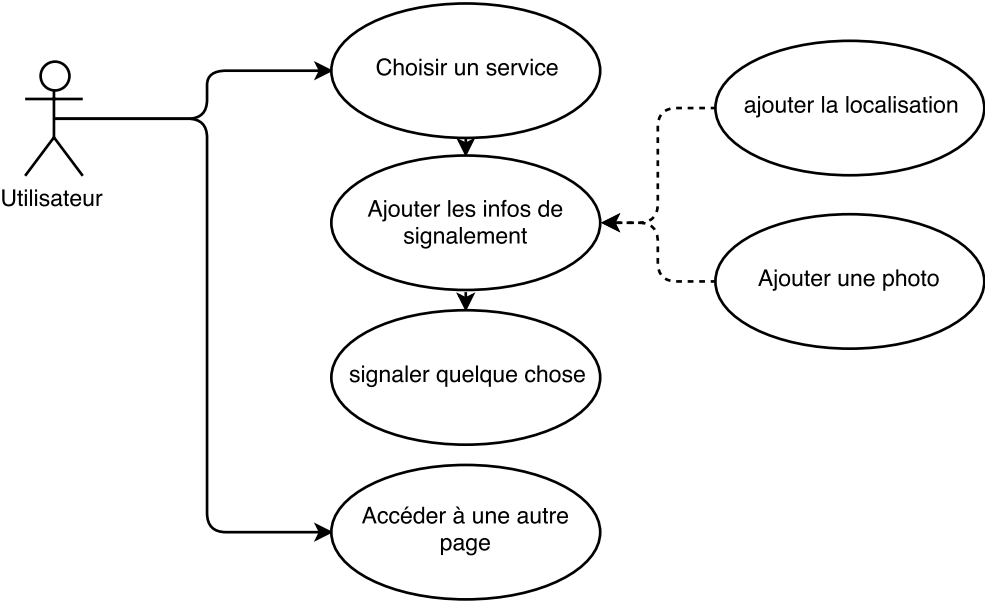 Choisir un service
ajouter la localisation
Utilisateur
Ajouter les infos de
signalement
Ajouter une photo
signaler quelque chose
Accéder à une autre
page